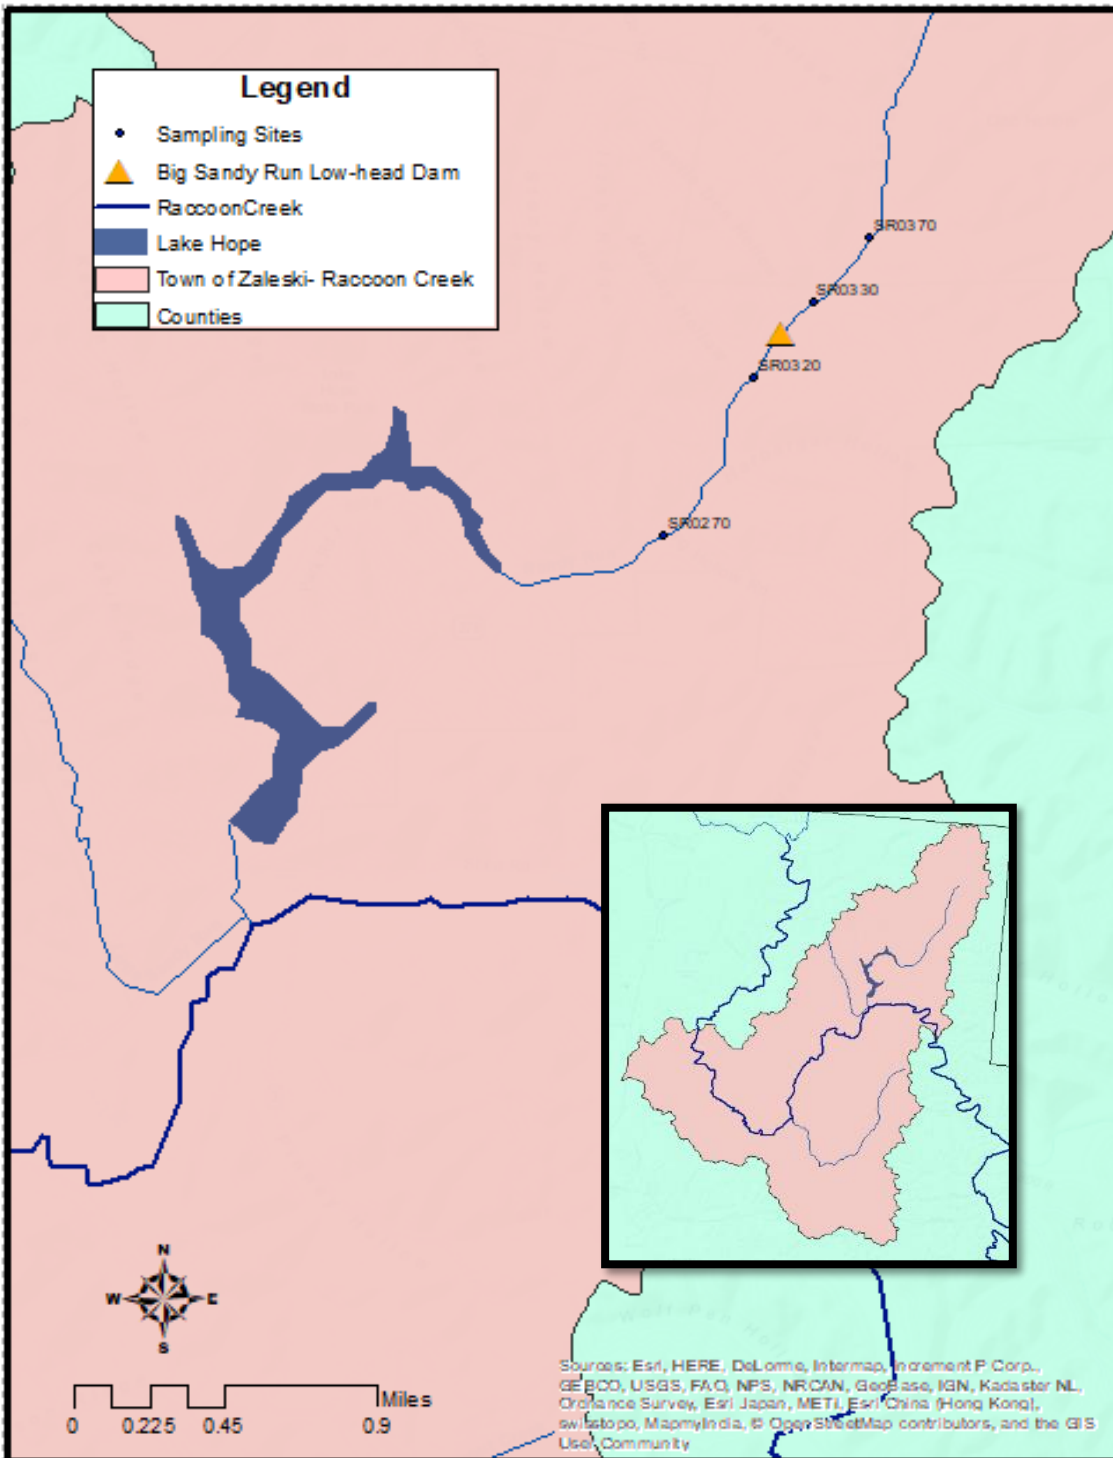 Legend
Sampling Sites
Big Sandy Run Low-head Dam
RaccoonCreek
Lake Hope
Town of Zaleski- Raccoon Creek
Counties
SR0370
SR0330
SR0320
SR0270
N
W E
S
Miles
0 0.225 0.45 0.9
Sources: Esri, HERE, DeLorme, Intermap, increment P Corp.,
GEBCO, USGS, FAO, NPS, NRCAN, GeoBase, IGN, Kadaster NL,
Ordnance Survey, Esri Japan, METI, Esri China (Hong Kong),
swisstopo, MapmyIndia, © OpenStreetMap contributors, and the GIS
User Community